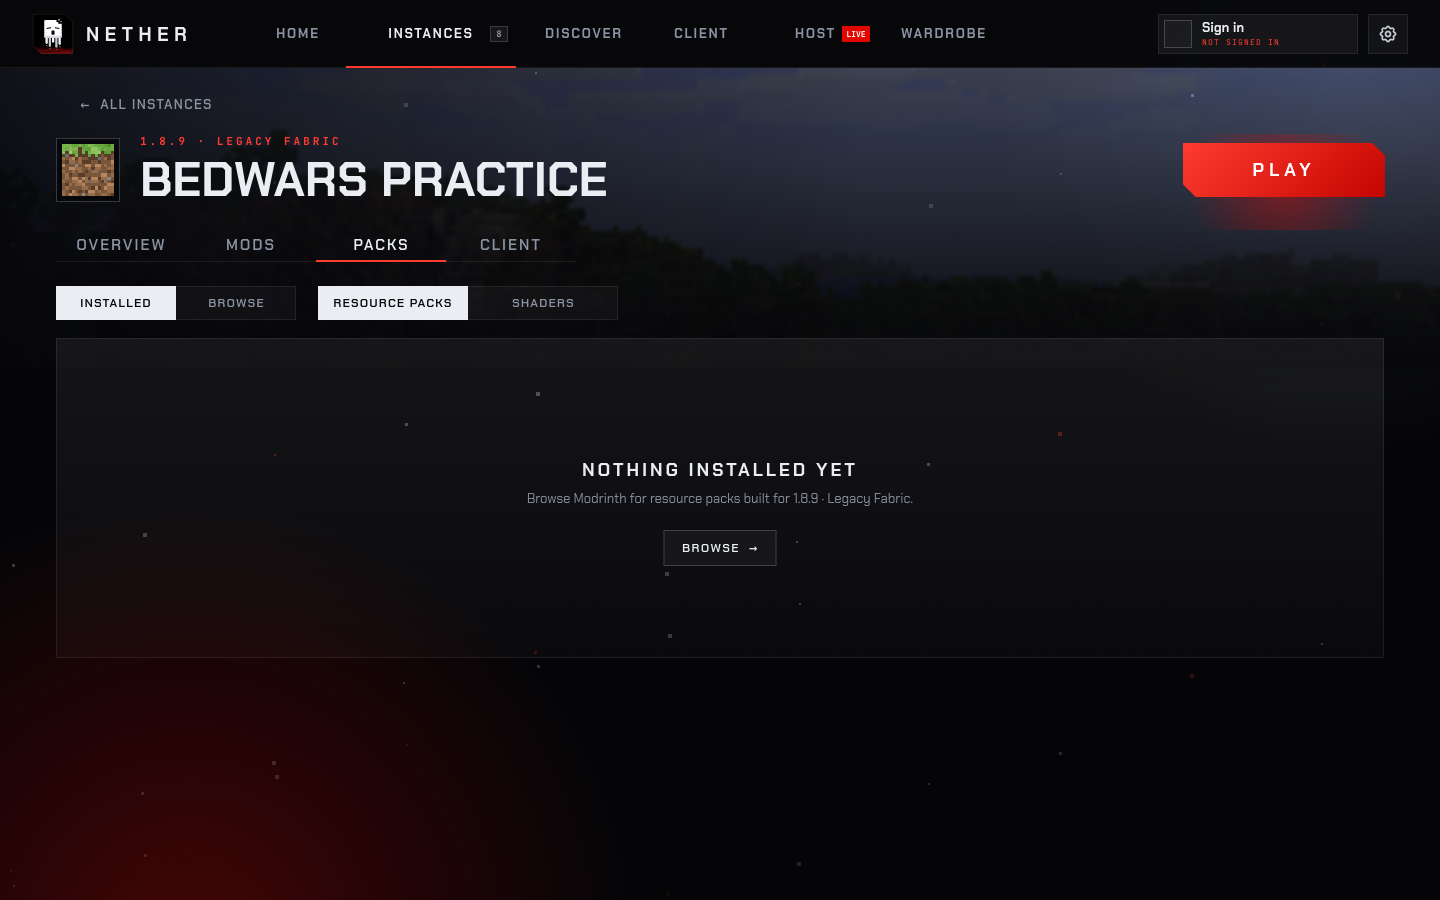 NETHER
HOME
INSTANCES 8
DISCOVER
CLIENT
HOST LIVE
WARDROBE
Sign in
NOT SIGNED IN
← ALL INSTANCES
1.8.9 · LEGACY FABRIC
BEDWARS PRACTICE
PLAY
OVERVIEW
MODS
PACKS
CLIENT
INSTALLED
BROWSE
RESOURCE PACKS
SHADERS
NOTHING INSTALLED YET
Browse Modrinth for resource packs built for 1.8.9 · Legacy Fabric.
BROWSE →